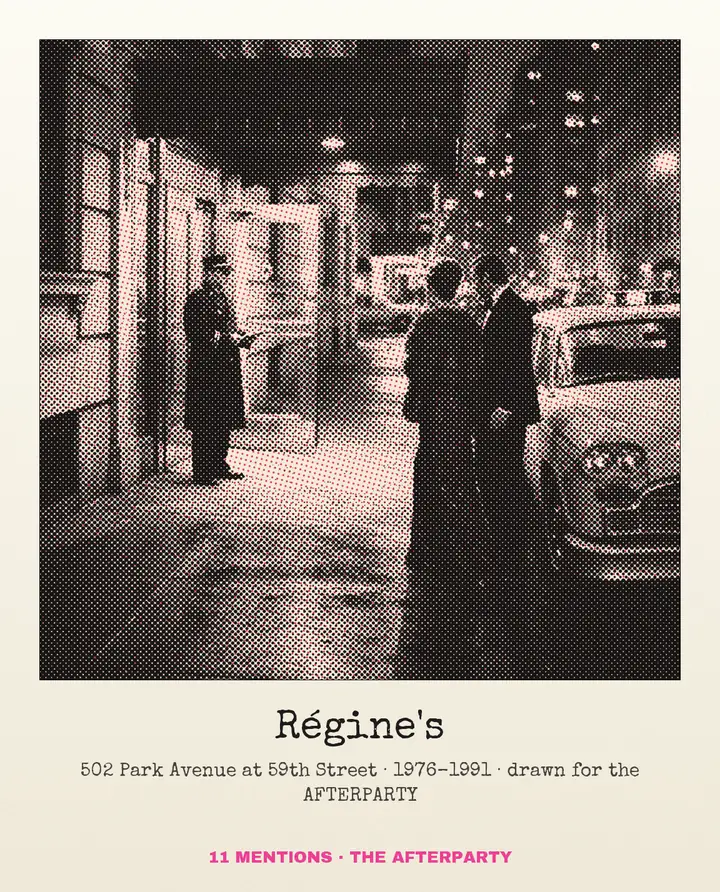 Régine's
502 Park Avenue at 59th Street · 1976–1991 · drawn for the
AFTERPARTY
11 MENTIONS · THE AFTERPARTY